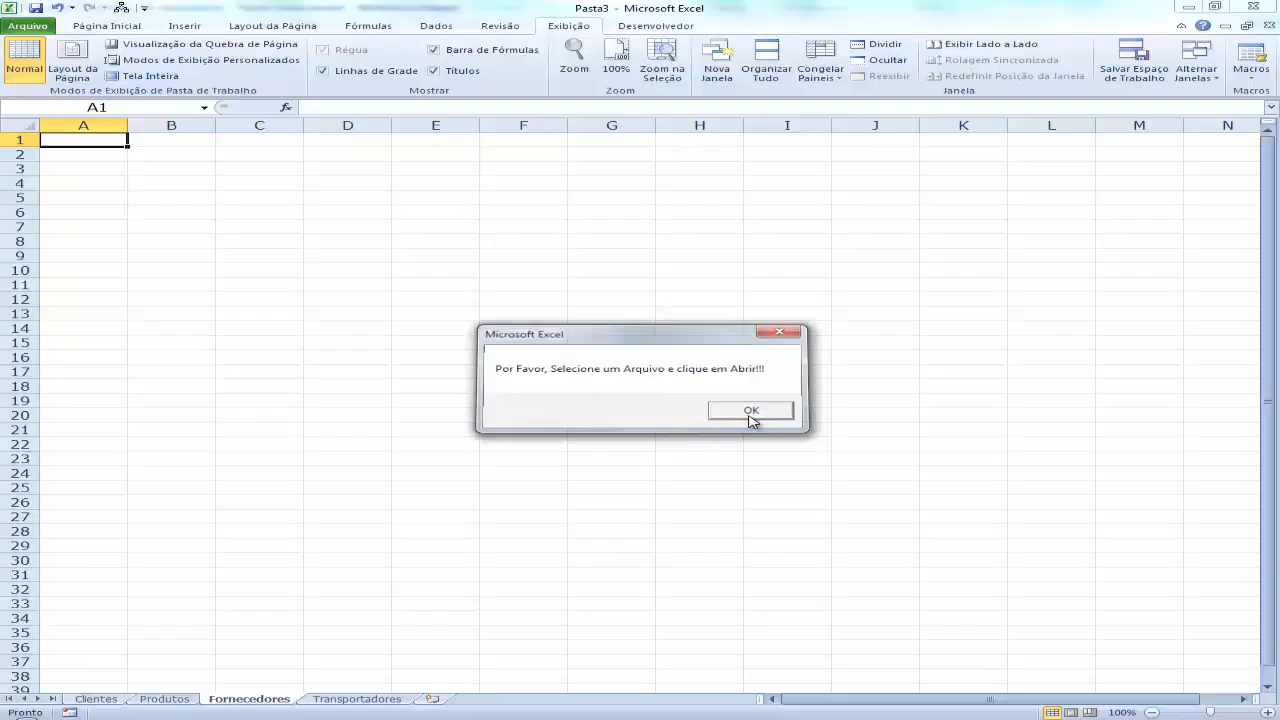 Pasta3 - Microsoft Excel
Arquivo Página Inicial Inserir Layout da Página Fórmulas Dados Revisão Exibição Desenvolvedor
Normal
Layout da Página
Visualização da Quebra de Página
Modos de Exibição Personalizados
Tela Inteira
Modos de Exibição de Pasta de Trabalho
Régua
Barra de Fórmulas
Linhas de Grade
Títulos
Mostrar
Zoom
100%
Zoom na Seleção
Zoom
Nova Janela
Organizar Tudo
Congelar Painéis
Dividir
Ocultar
Reexibir
Exibir Lado a Lado
Rolagem Sincronizada
Redefinir Posição da Janela
Salvar Espaço de Trabalho
Alternar Janelas
Janela
Macros
Macros
A1 fx
A B C D E F G H I J K L M N
1
2
3
4
5
6
7
8
9
10
11
12
13
14
15
16
17
18
19
20
21
22
23
24
25
26
27
28
29
30
31
32
33
34
35
36
37
38
39
Microsoft Excel
Por Favor, Selecione um Arquivo e clique em Abrir!!!
OK
Clientes Produtos Fornecedores Transportadores
Pronto 100%